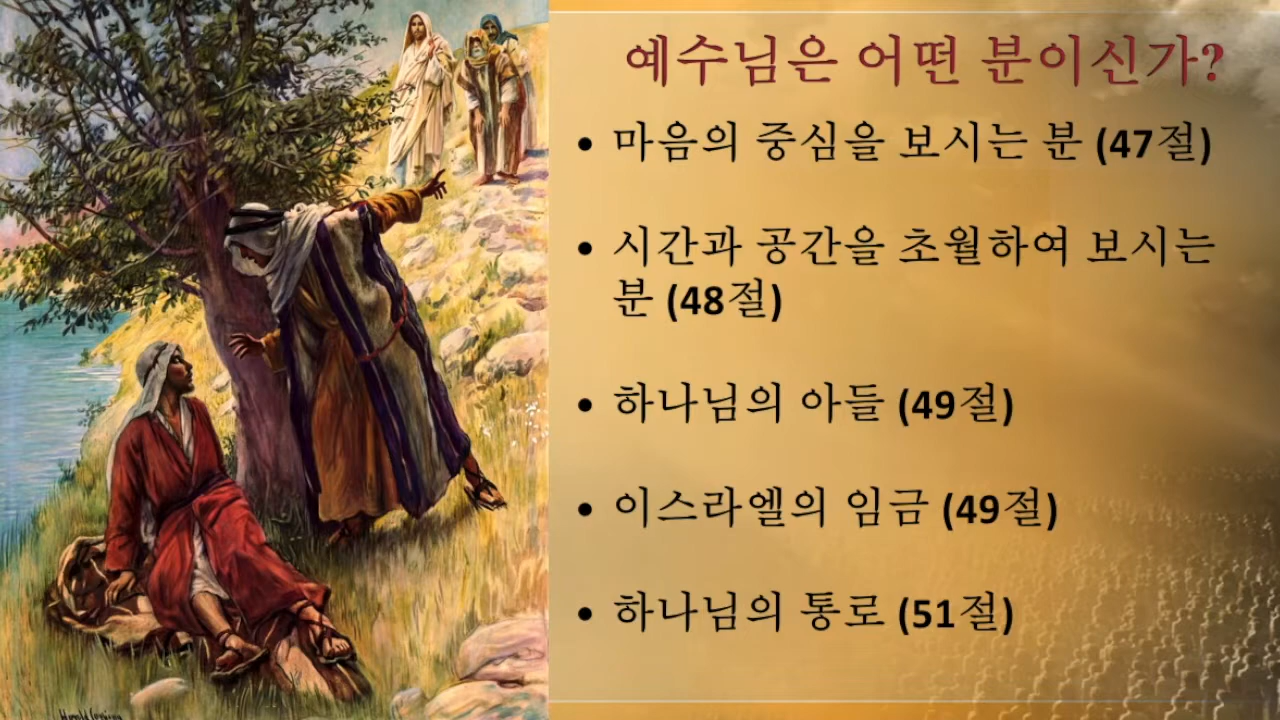 예수님은 어떤 분이신가?
• 마음의 중심을 보시는 분 (47절)
• 시간과 공간을 초월하여 보시는
분 (48절)
• 하나님의 아들 (49절)
• 이스라엘의 임금 (49절)
• 하나님의 통로 (51절)